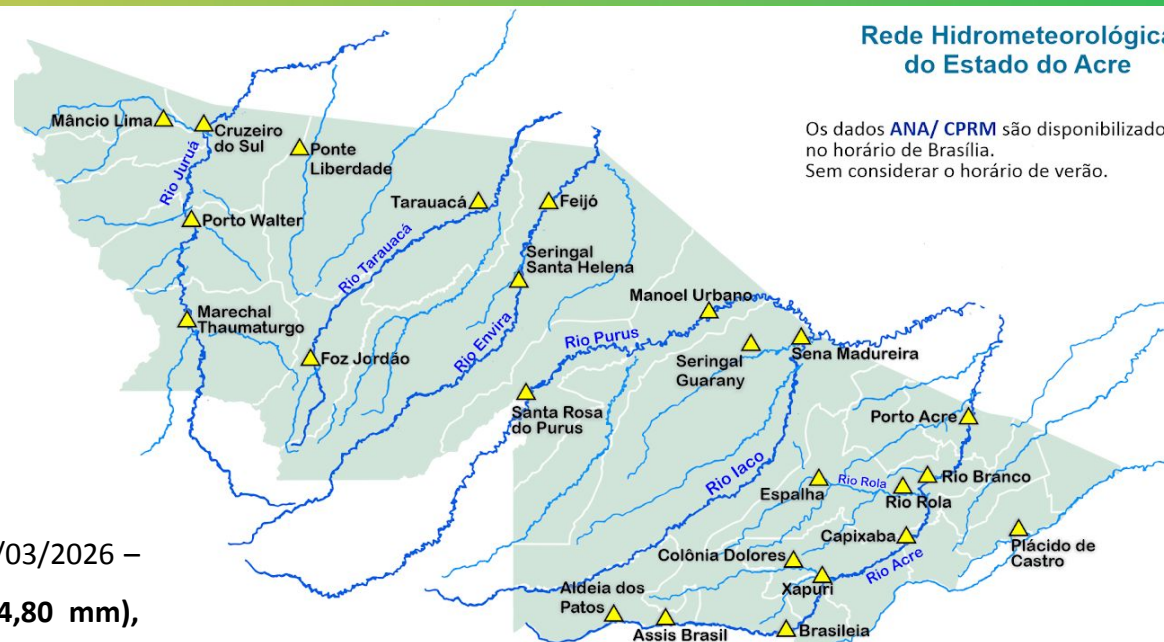 Rede Hidrometeorológica
do Estado do Acre
Os dados ANA/ CPRM são disponibilizado
no horário de Brasília.
Sem considerar o horário de verão.
Mâncio Lima
Cruzeiro
do Sul
Ponte
Liberdade
Rio Juruá
Porto Walter
Tarauacá
Feijó
Rio Tarauacá
Seringal
Santa Helena
Marechal
Thaumaturgo
Foz Jordão
Rio Envira
Manoel Urbano
Rio Purus
Seringal
Guarany
Sena Madureira
Santa Rosa
do Purus
Porto Acre
Rio Iaco
Espalha
Rio Rola
Rio Rola
Rio Branco
Capixaba
Plácido de
Castro
Colônia Dolores
Rio Acre
Xapuri
Aldeia dos
Patos
Assis Brasil
Brasileia
/03/2026 –
4,80 mm),